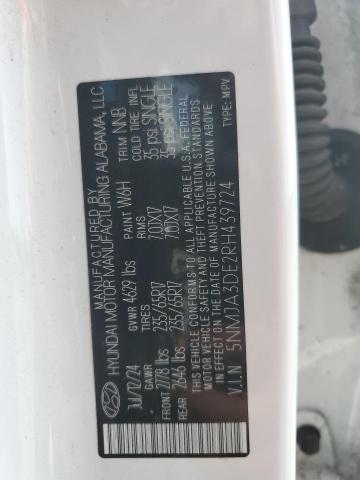 MANUFACTURED BY
HYUNDAI MOTOR MANUFACTURING ALABAMA, LLC
Jul/12/24 PAINT W6H TRIM NNB
GVWR 4629 lbs
GAWR TIRES RIMS COLD TIRE INFL
FRONT 2778 lbs 235/65R17 7.0JX17 35 psi SINGLE
REAR 2646 lbs 235/65R17 7.0JX17 35 psi SINGLE
THIS VEHICLE CONFORMS TO ALL APPLICABLE U.S.A. FEDERAL
MOTOR VEHICLE SAFETY AND THEFT PREVENTION STANDARDS
IN EFFECT ON THE DATE OF MANUFACTURE SHOWN ABOVE
V.I.N 5NMJA3DE2RH459724 TYPE: MPV